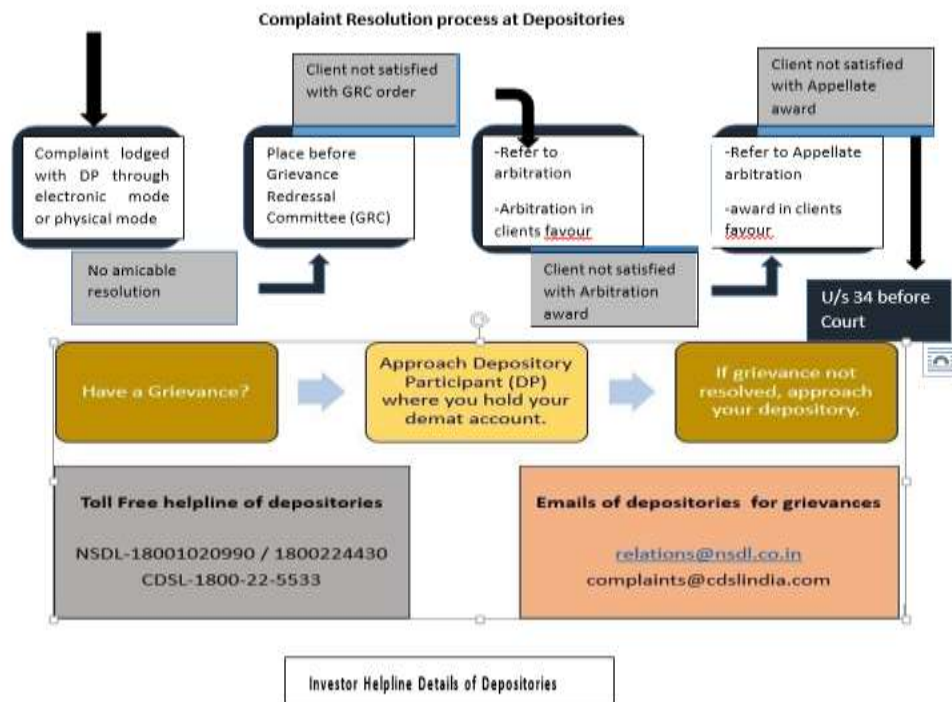 Complaint Resolution process at Depositories
Complaint lodged
with DP through
electronic mode
or physical mode
No amicable
resolution
Place before
Grievance
Redressal
Committee (GRC)
Client not satisfied
with GRC order
-Refer to
arbitration
-Arbitration in
clients favour
Client not satisfied
with Arbitration
award
-Refer to Appellate
arbitration
-award in clients
favour
Client not satisfied
with Appellate
award
U/s 34 before
Court
Have a Grievance?
Approach Depository
Participant (DP)
where you hold your
demat account.
If grievance not
resolved, approach
your depository.
Toll Free helpline of depositories
NSDL-18001020990 / 1800224430
CDSL-1800-22-5533
Emails of depositories for grievances
relations@nsdl.co.in
complaints@cdslindia.com
Investor Helpline Details of Depositories